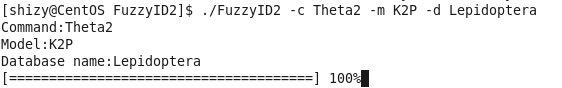 [shizy@CentOS FuzzyID2]$ ./FuzzyID2 -c Theta2 -m K2P -d Lepidoptera
Command:Theta2
Model:K2P
Database name:Lepidoptera
[======================================] 100%